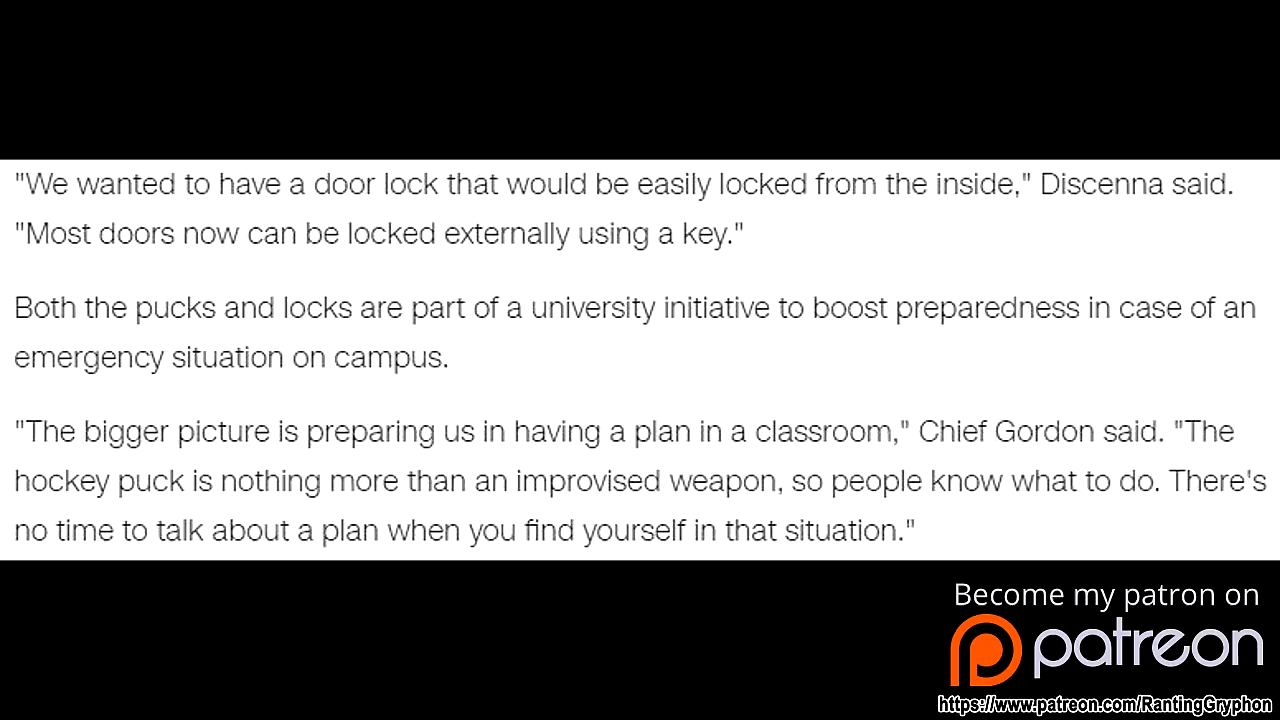 "We wanted to have a door lock that would be easily locked from the inside," Discenna said.
"Most doors now can be locked externally using a key."
Both the pucks and locks are part of a university initiative to boost preparedness in case of an
emergency situation on campus.
"The bigger picture is preparing us in having a plan in a classroom," Chief Gordon said. "The
hockey puck is nothing more than an improvised weapon, so people know what to do. There's
no time to talk about a plan when you find yourself in that situation."
Become my patron on
patreon
https://www.patreon.com/RantingGryphon